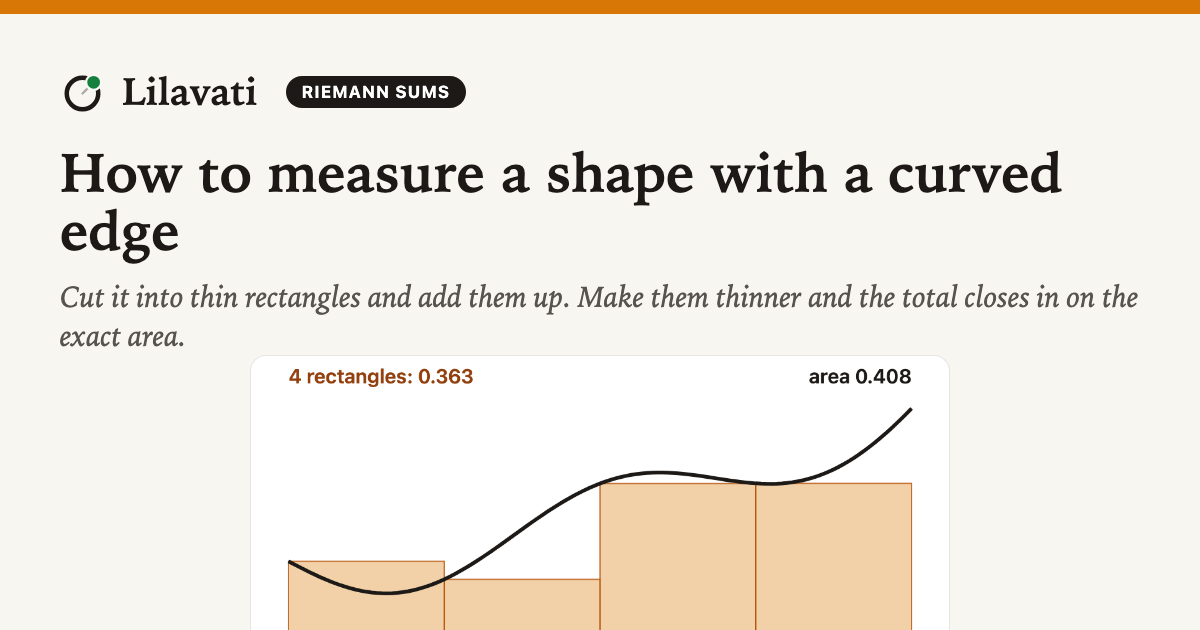 Lilavati
RIEMANN SUMS
How to measure a shape with a curved
edge
Cut it into thin rectangles and add them up. Make them thinner and the total closes in on the
exact area.
4 rectangles: 0.363
area 0.408